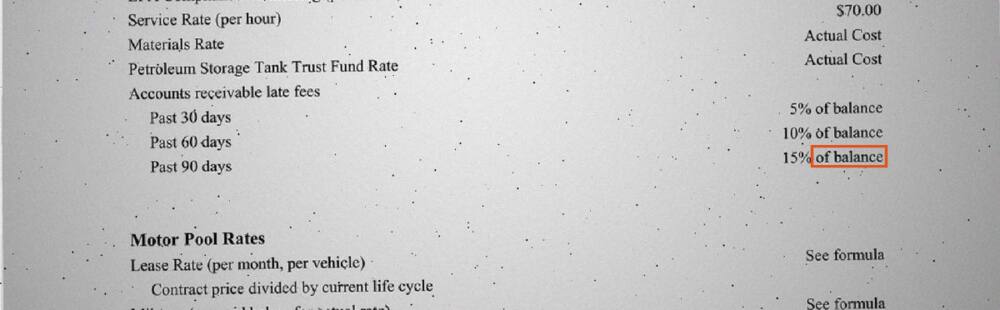 Service Rate (per hour) $70.00
Materials Rate Actual Cost
Petroleum Storage Tank Trust Fund Rate Actual Cost
Accounts receivable late fees
Past 30 days 5% of balance
Past 60 days 10% of balance
Past 90 days 15% of balance
Motor Pool Rates
Lease Rate (per month, per vehicle) See formula
Contract price divided by current life cycle
See formula